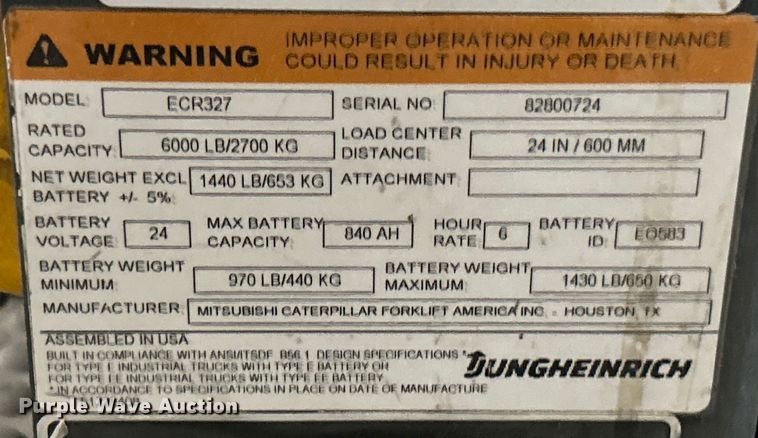 WARNING IMPROPER OPERATION OR MAINTENANCE
COULD RESULT IN INJURY OR DEATH
MODEL: ECR327 SERIAL NO: 82800724
RATED CAPACITY: 6000 LB/2700 KG LOAD CENTER DISTANCE: 24 IN / 600 MM
NET WEIGHT EXCL BATTERY +/- 5%: 1440 LB/653 KG ATTACHMENT:
BATTERY VOLTAGE: 24 MAX BATTERY CAPACITY: 840 AH HOUR RATE: 6 BATTERY ID: EO583
BATTERY WEIGHT MINIMUM: 970 LB/440 KG BATTERY WEIGHT MAXIMUM: 1430 LB/650 KG
MANUFACTURER: MITSUBISHI CATERPILLAR FORKLIFT AMERICA INC. - HOUSTON, TX
ASSEMBLED IN USA
BUILT IN COMPLIANCE WITH ANSI/ITSDF B56.1 DESIGN SPECIFICATIONS *
FOR TYPE E INDUSTRIAL TRUCKS WITH TYPE E BATTERY OR
FOR TYPE EE INDUSTRIAL TRUCKS WITH TYPE EE BATTERY
*IN ACCORDANCE TO SPECIFICATIONS IN PLACE ON DATE OF MANUFACTURE
JUNGHEINRICH
Purple Wave Auction